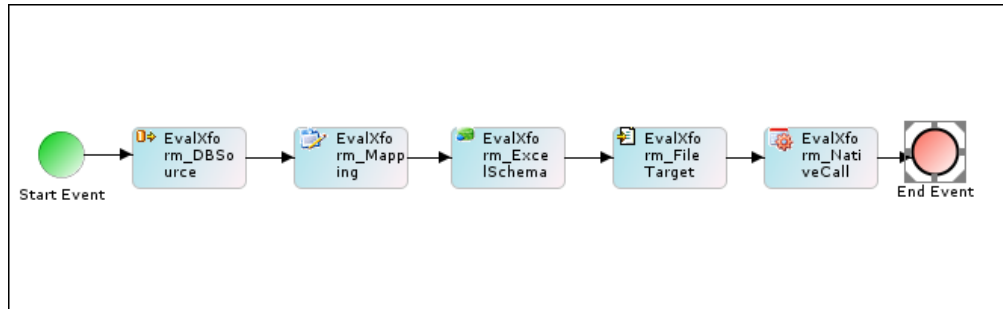 Start Event
EvalXfo
rm_DBSo
urce
EvalXfo
rm_Mapp
ing
EvalXfo
rm_Exce
lSchema
EvalXfo
rm_File
Target
EvalXfo
rm_Nati
veCall
End Event